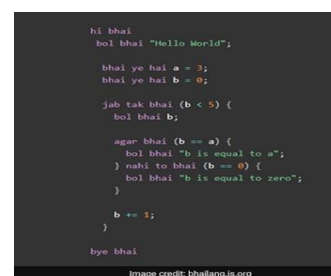 hi bhai
bol bhai "Hello World";
bhai ye hai a = 3;
bhai ye hai b = 0;
jab tak bhai (b < 5) {
bol bhai b;
agar bhai (b == a) {
bol bhai "b is equal to a";
} nahi to bhai (b == 0) {
bol bhai "b is equal to zero";
}
b += 1;
}
bye bhai
Image credit: bhailang.js.org